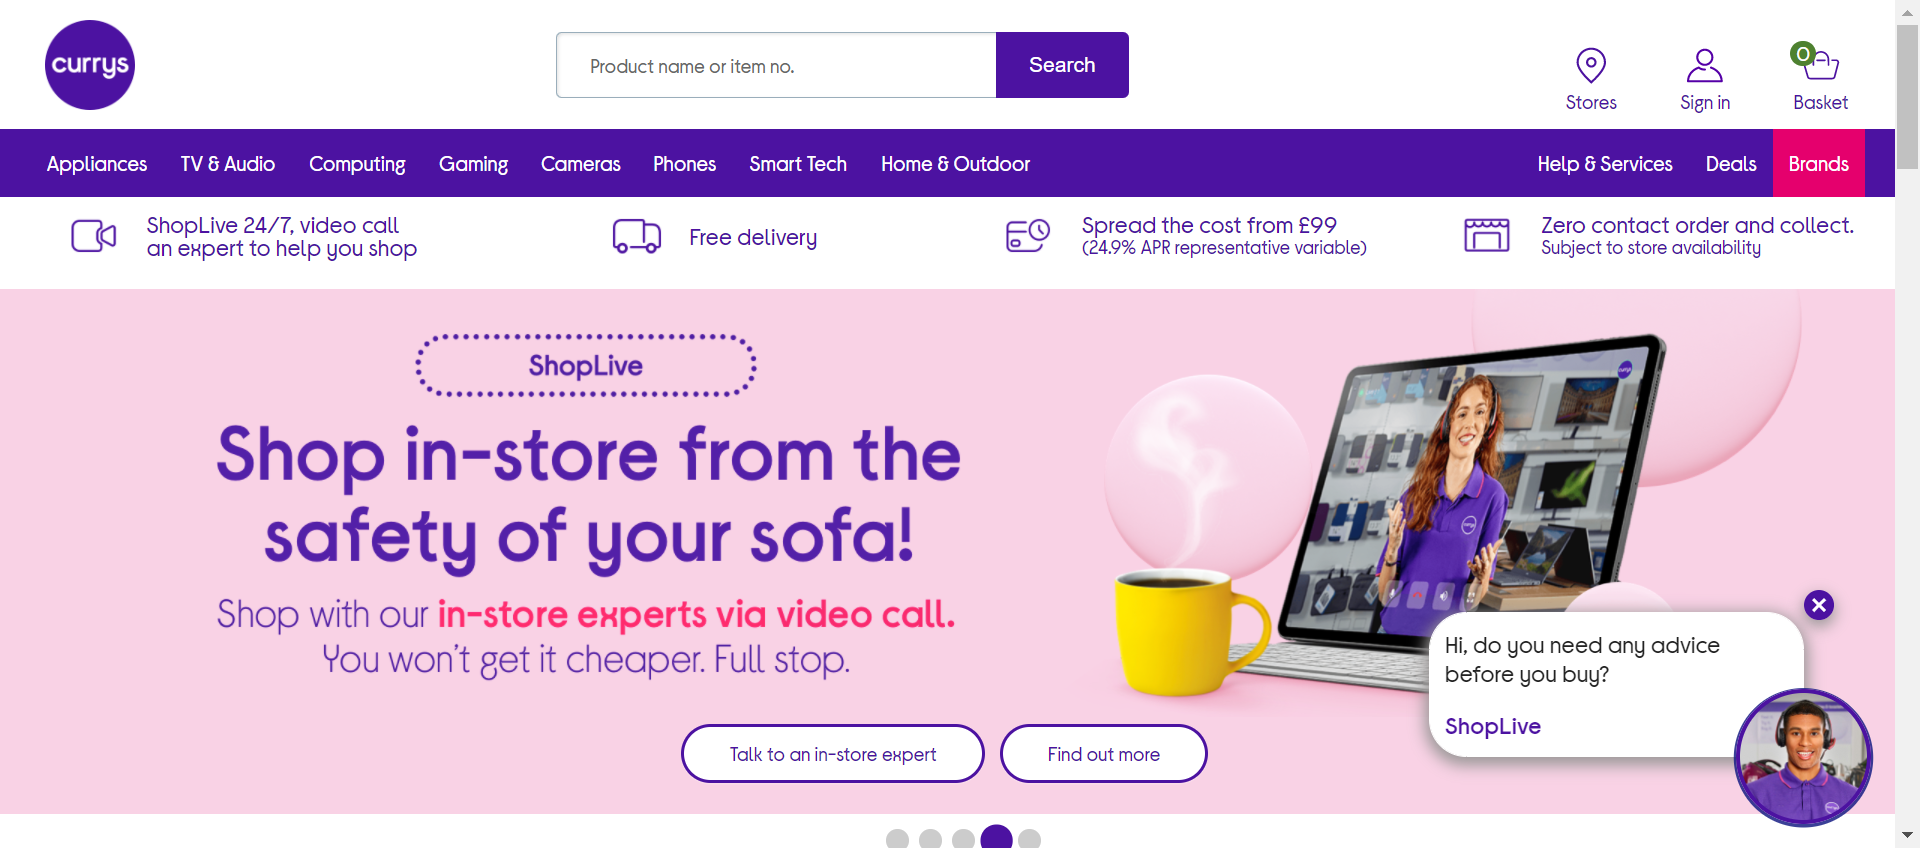 currys
Product name or item no.
Search
Stores
Sign in
0
Basket
Appliances
TV & Audio
Computing
Gaming
Cameras
Phones
Smart Tech
Home & Outdoor
Help & Services
Deals
Brands
ShopLive 24/7, video call
an expert to help you shop
Free delivery
Spread the cost from £99
(24.9% APR representative variable)
Zero contact order and collect.
Subject to store availability
ShopLive
Shop in-store from the
safety of your sofa!
Shop with our in-store experts via video call.
You won't get it cheaper. Full stop.
Talk to an in-store expert
Find out more
currys
currys
Hi, do you need any advice
before you buy?
ShopLive